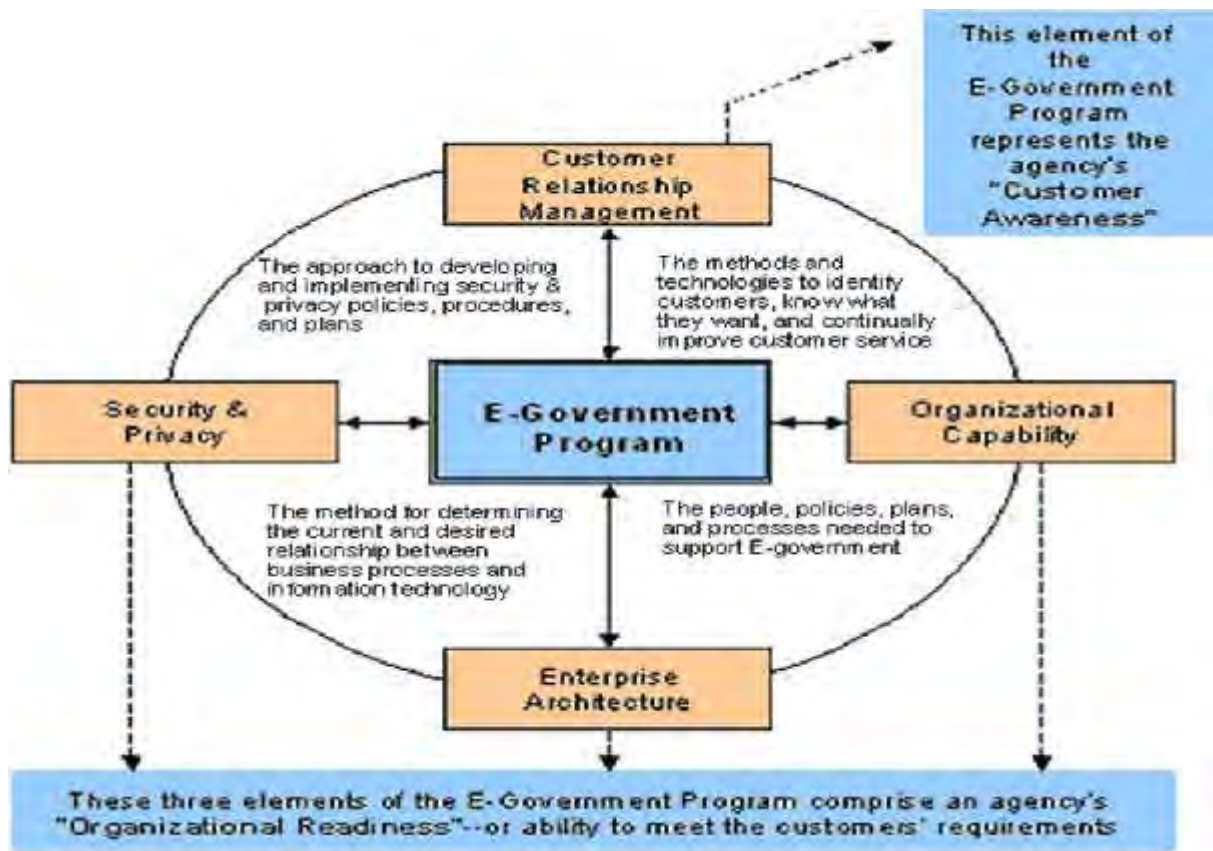 This element of
the
E-Government
Program
represents the
agency's
"Customer
Awareness"
Customer
Relationship
Management
The approach to developing
and implementing security &
privacy policies, procedures,
and plans
The methods and
technologies to identify
customers, know what
they want, and continually
improve customer service
Security &
Privacy
E-Government
Program
Organizational
Capability
The method for determining
the current and desired
relationship between
business processes and
information technology
The people, policies, plans,
and processes needed to
support E-government
Enterprise
Architecture
These three elements of the E-Government Program comprise an agency's
"Organizational Readiness"--or ability to meet the customers' requirements